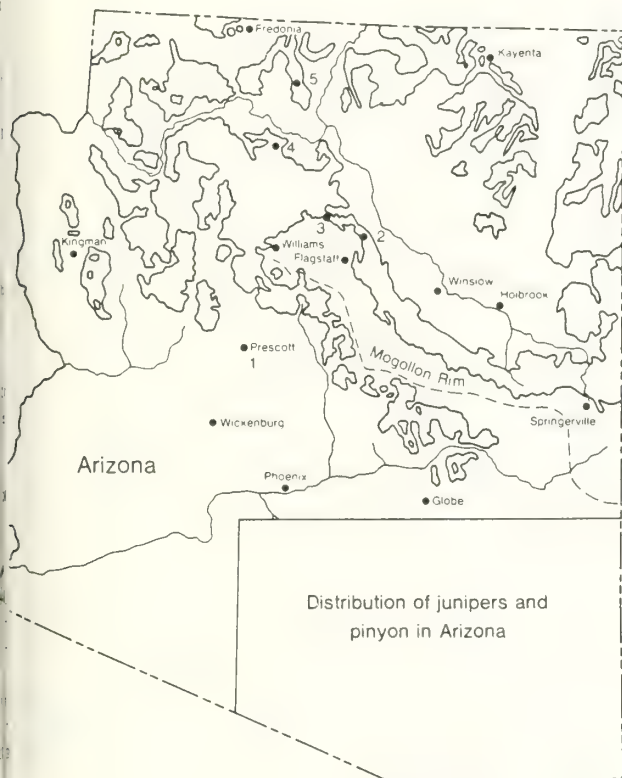 Fredonia
Kayenta
5
4
3
2
Kingman
Williams
Flagstaff
Winslow
Holbrook
Prescott
1
Mogollon Rim
Springerville
Wickenburg
Arizona
Phoenix
Globe
Distribution of junipers and
pinyon in Arizona